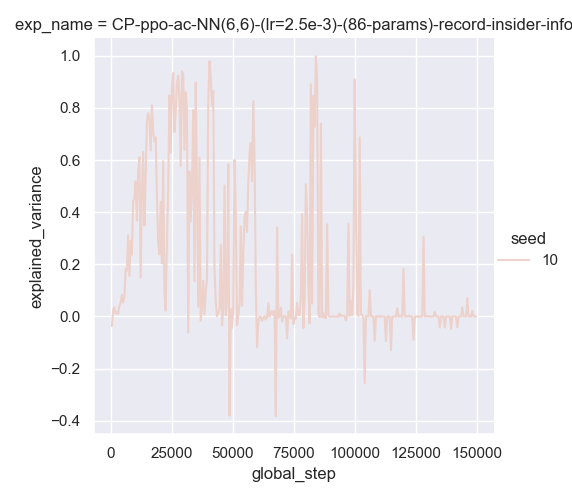 exp_name = CP-ppo-ac-NN(6,6)-(lr=2.5e-3)-(86-params)-record-insider-info
1.0
0.8
0.6
0.4
0.2
0.0
−0.2
−0.4
explained_variance
0 25000 50000 75000 100000 125000 150000
global_step
seed
10